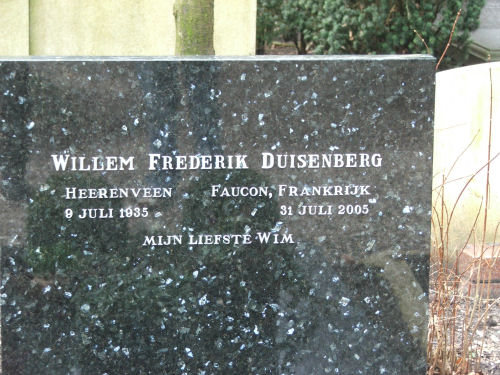 Willem Frederik Duisenberg
Heerenveen Faucon, Frankrijk
9 juli 1935 31 juli 2005
mijn liefste Wim